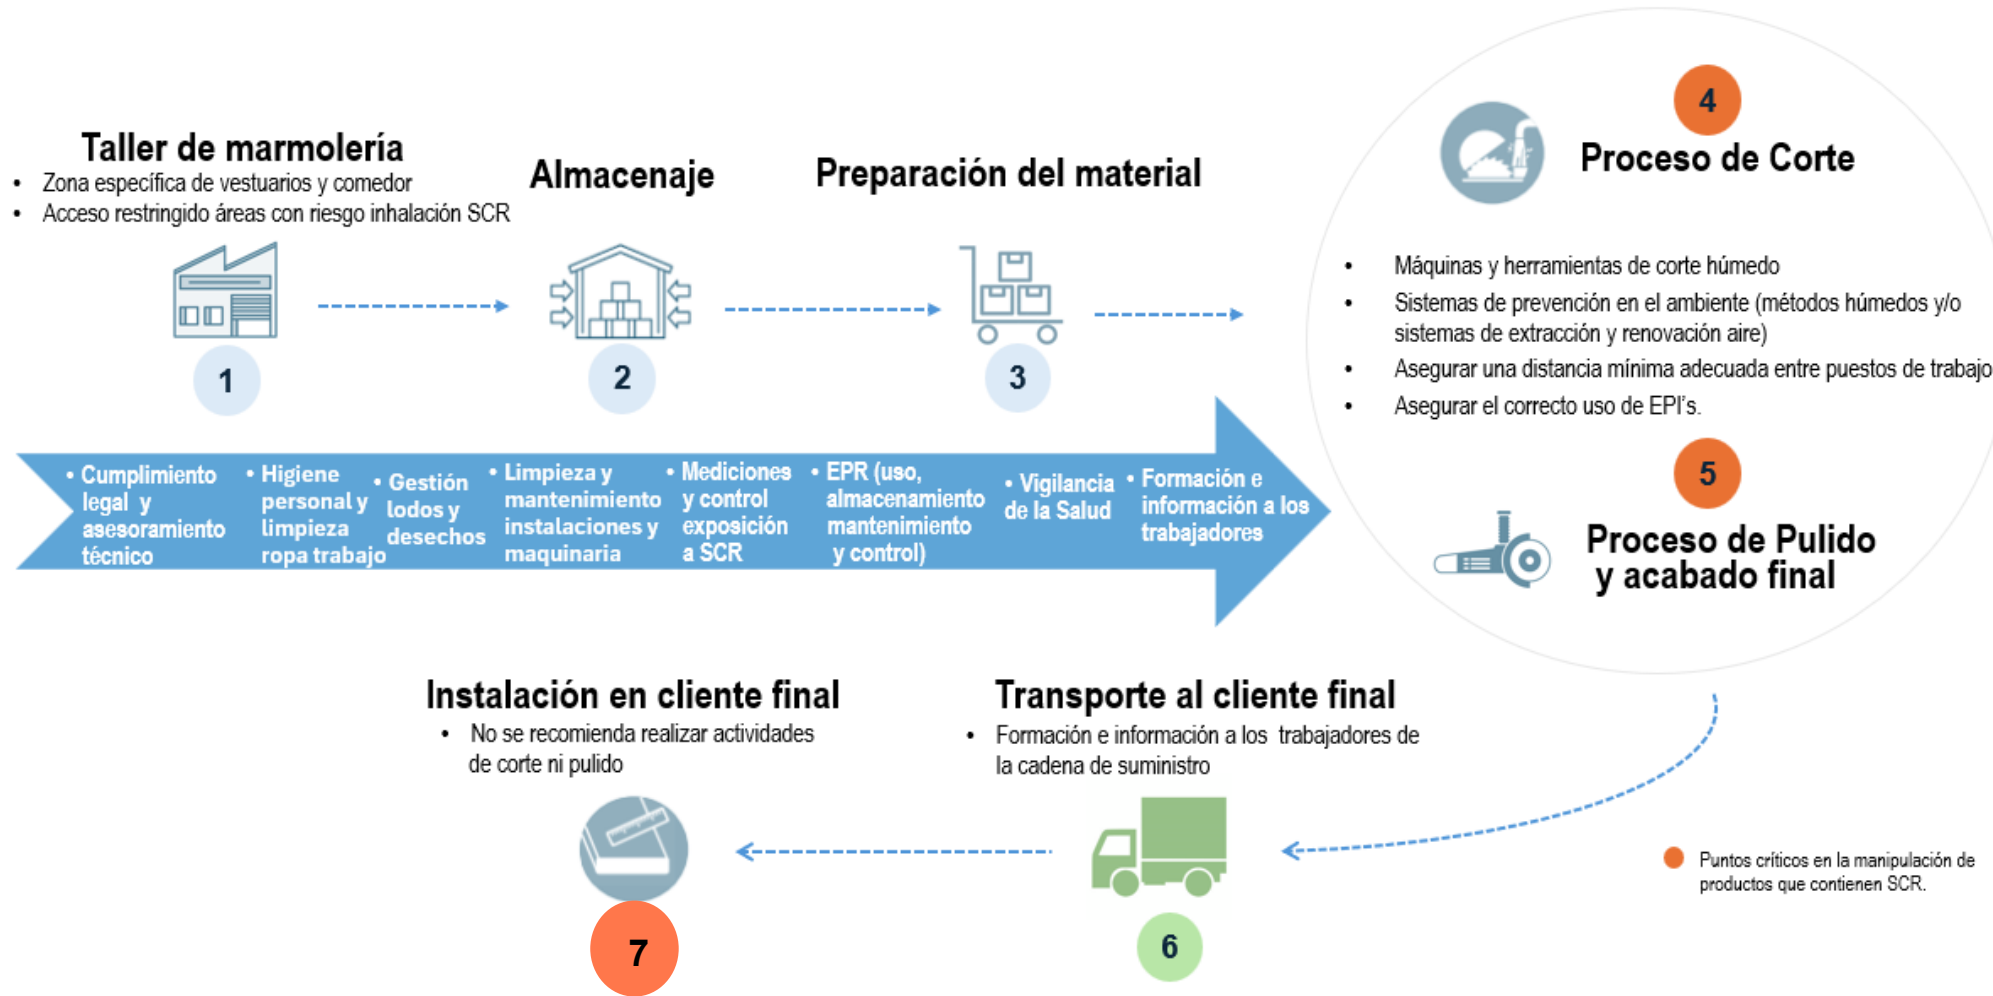 Taller de marmolería
• Zona específica de vestuarios y comedor
• Acceso restringido áreas con riesgo inhalación SCR
1
Almacenaje
2
Preparación del material
3
4
Proceso de Corte
• Máquinas y herramientas de corte húmedo
• Sistemas de prevención en el ambiente (métodos húmedos y/o
sistemas de extracción y renovación aire)
• Asegurar una distancia mínima adecuada entre puestos de trabajo
• Asegurar el correcto uso de EPI's.
5
Proceso de Pulido
y acabado final
• Cumplimiento
legal y
asesoramiento
técnico
• Higiene
personal y
limpieza
ropa trabajo
• Gestión
lodos y
desechos
• Limpieza y
mantenimiento
instalaciones y
maquinaria
• Mediciones
y control
exposición
a SCR
• EPR (uso,
almacenamiento
mantenimiento
y control)
• Vigilancia
de la Salud
• Formación e
información a los
trabajadores
Transporte al cliente final
• Formación e información a los trabajadores de
la cadena de suministro
6
Instalación en cliente final
• No se recomienda realizar actividades
de corte ni pulido
7
Puntos críticos en la manipulación de
productos que contienen SCR.